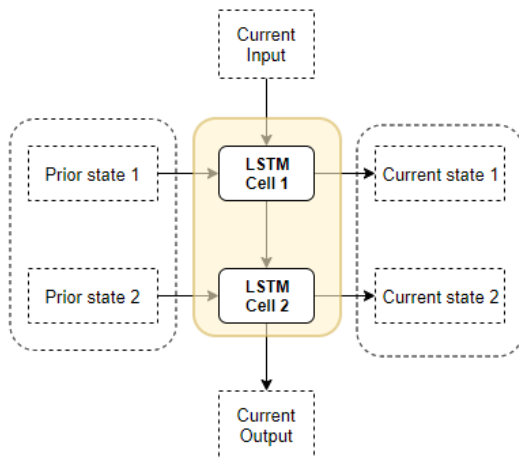 Current
Input
Prior state 1
LSTM
Cell 1
Current state 1
Prior state 2
LSTM
Cell 2
Current state 2
Current
Output